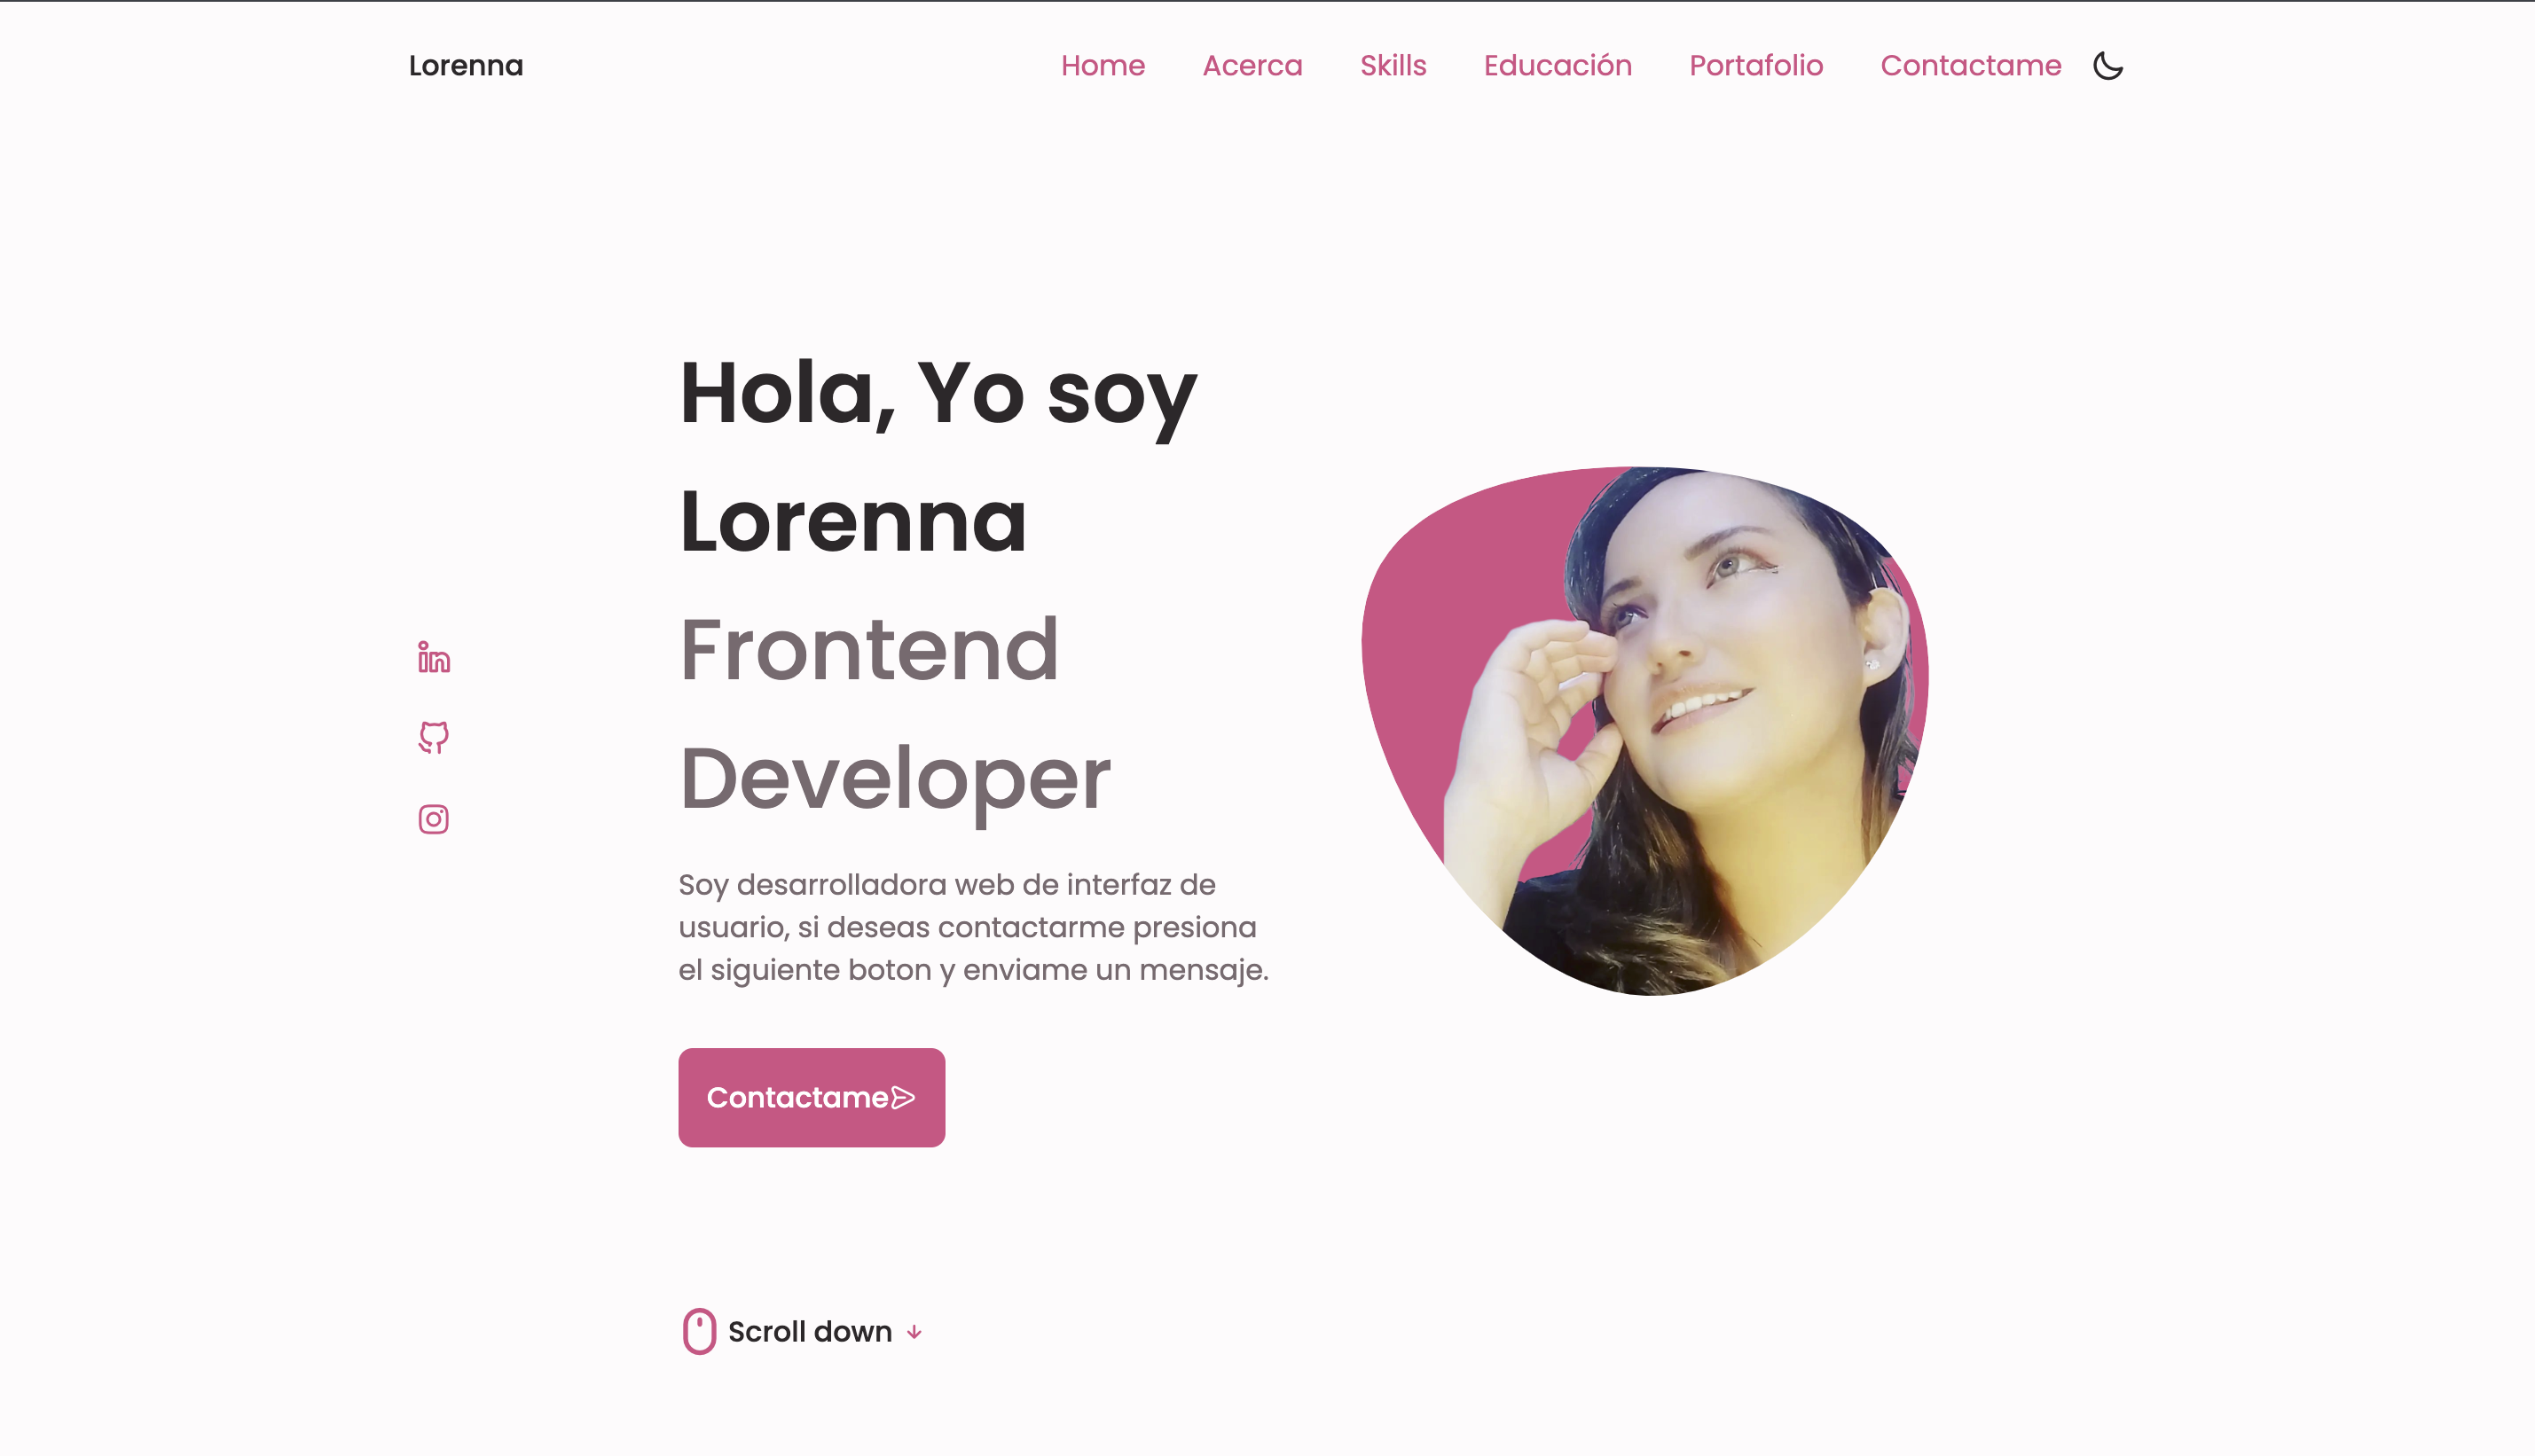 Lorenna
Home Acerca Skills Educación Portafolio Contactame
Hola, Yo soy
Lorenna
Frontend
Developer
Soy desarrolladora web de interfaz de
usuario, si deseas contactarme presiona
el siguiente boton y enviame un mensaje.
Contactame
Scroll down